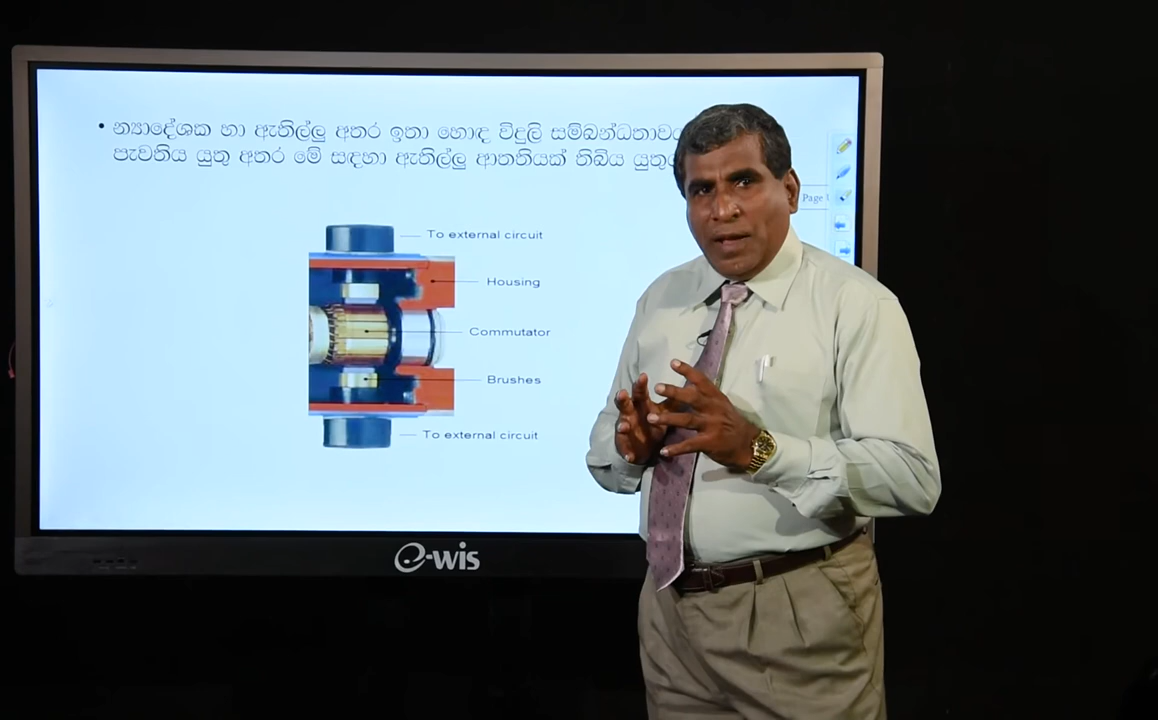 • න්‍යාදේශක හා ඇතිල්ලු අතර ඉතා හොඳ විදුලි සම්බන්ධතාවය
පැවතිය යුතු අතර මේ සඳහා ඇතිල්ලු ආතතියක් තිබිය යුතුය
Page
To external circuit
Housing
Commutator
Brushes
To external circuit
e-wis